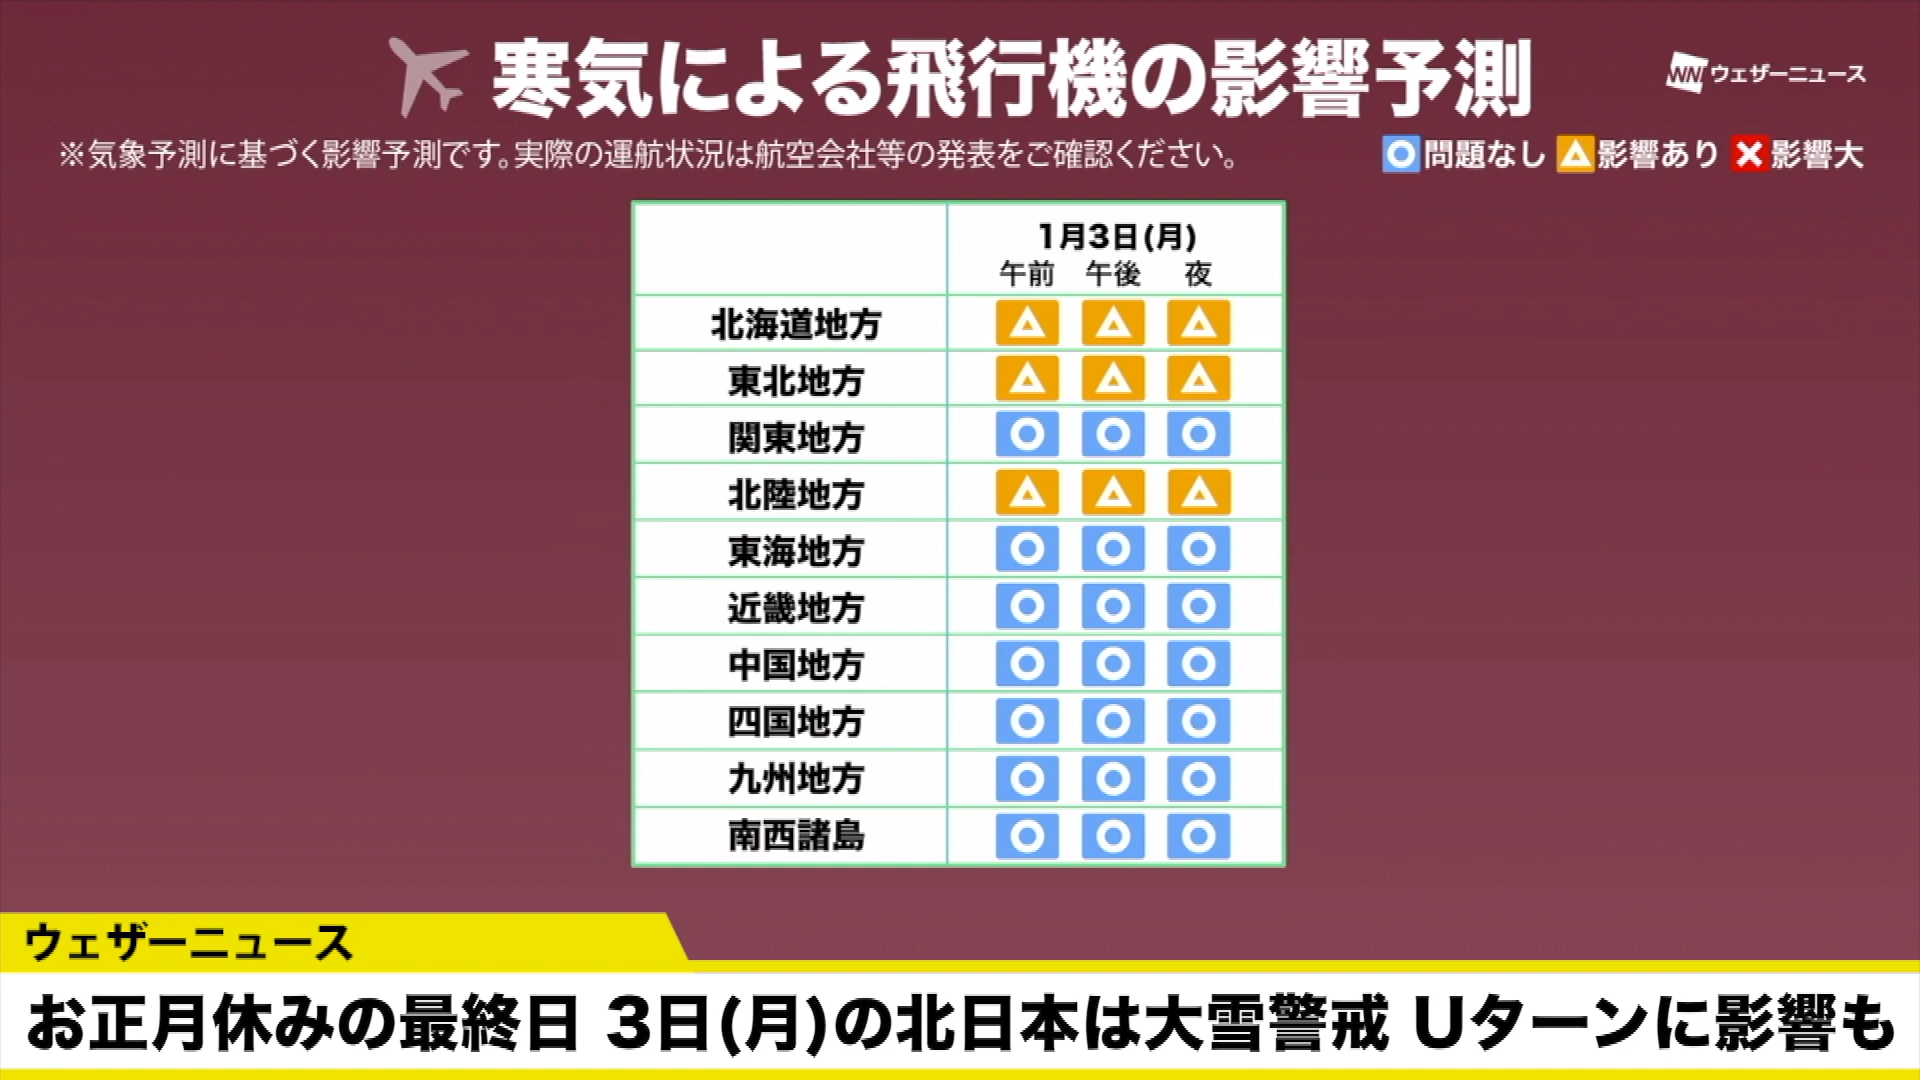 寒気による飛行機の影響予測
WNI ウェザーニュース
※気象予測に基づく影響予測です。実際の運航状況は航空会社等の発表をご確認ください。
○問題なし △影響あり ×影響大
1月3日(月)
午前 午後 夜
北海道地方 △ △ △
東北地方 △ △ △
関東地方 ○ ○ ○
北陸地方 △ △ △
東海地方 ○ ○ ○
近畿地方 ○ ○ ○
中国地方 ○ ○ ○
四国地方 ○ ○ ○
九州地方 ○ ○ ○
南西諸島 ○ ○ ○
ウェザーニュース
お正月休みの最終日 3日(月)の北日本は大雪警戒 Uターンに影響も